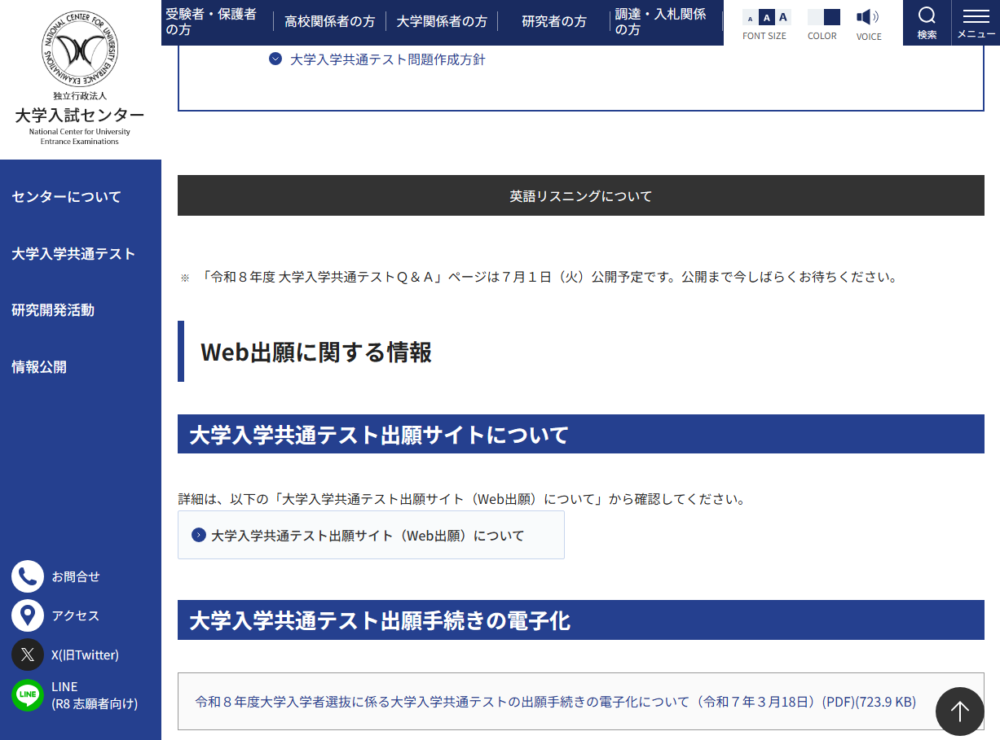 NATIONAL CENTER FOR UNIVERSITY ENTRANCE EXAMINATIONS
独立行政法人
大学入試センター
National Center for University
Entrance Examinations
受験者・保護者
の方
高校関係者の方
大学関係者の方
研究者の方
調達・入札関係
の方
A A A
FONT SIZE
COLOR
VOICE
検索
メニュー
センターについて
大学入学共通テスト
研究開発活動
情報公開
お問合せ
アクセス
X(旧Twitter)
LINE
LINE
(R8 志願者向け)
大学入学共通テスト問題作成方針
英語リスニングについて
※ 「令和８年度 大学入学共通テストＱ＆Ａ」ページは７月１日（火）公開予定です。公開まで今しばらくお待ちください。
Web出願に関する情報
大学入学共通テスト出願サイトについて
詳細は、以下の「大学入学共通テスト出願サイト（Web出願）について」から確認してください。
大学入学共通テスト出願サイト（Web出願）について
大学入学共通テスト出願手続きの電子化
令和８年度大学入学者選抜に係る大学入学共通テストの出願手続きの電子化について（令和７年３月18日）(PDF)(723.9 KB)